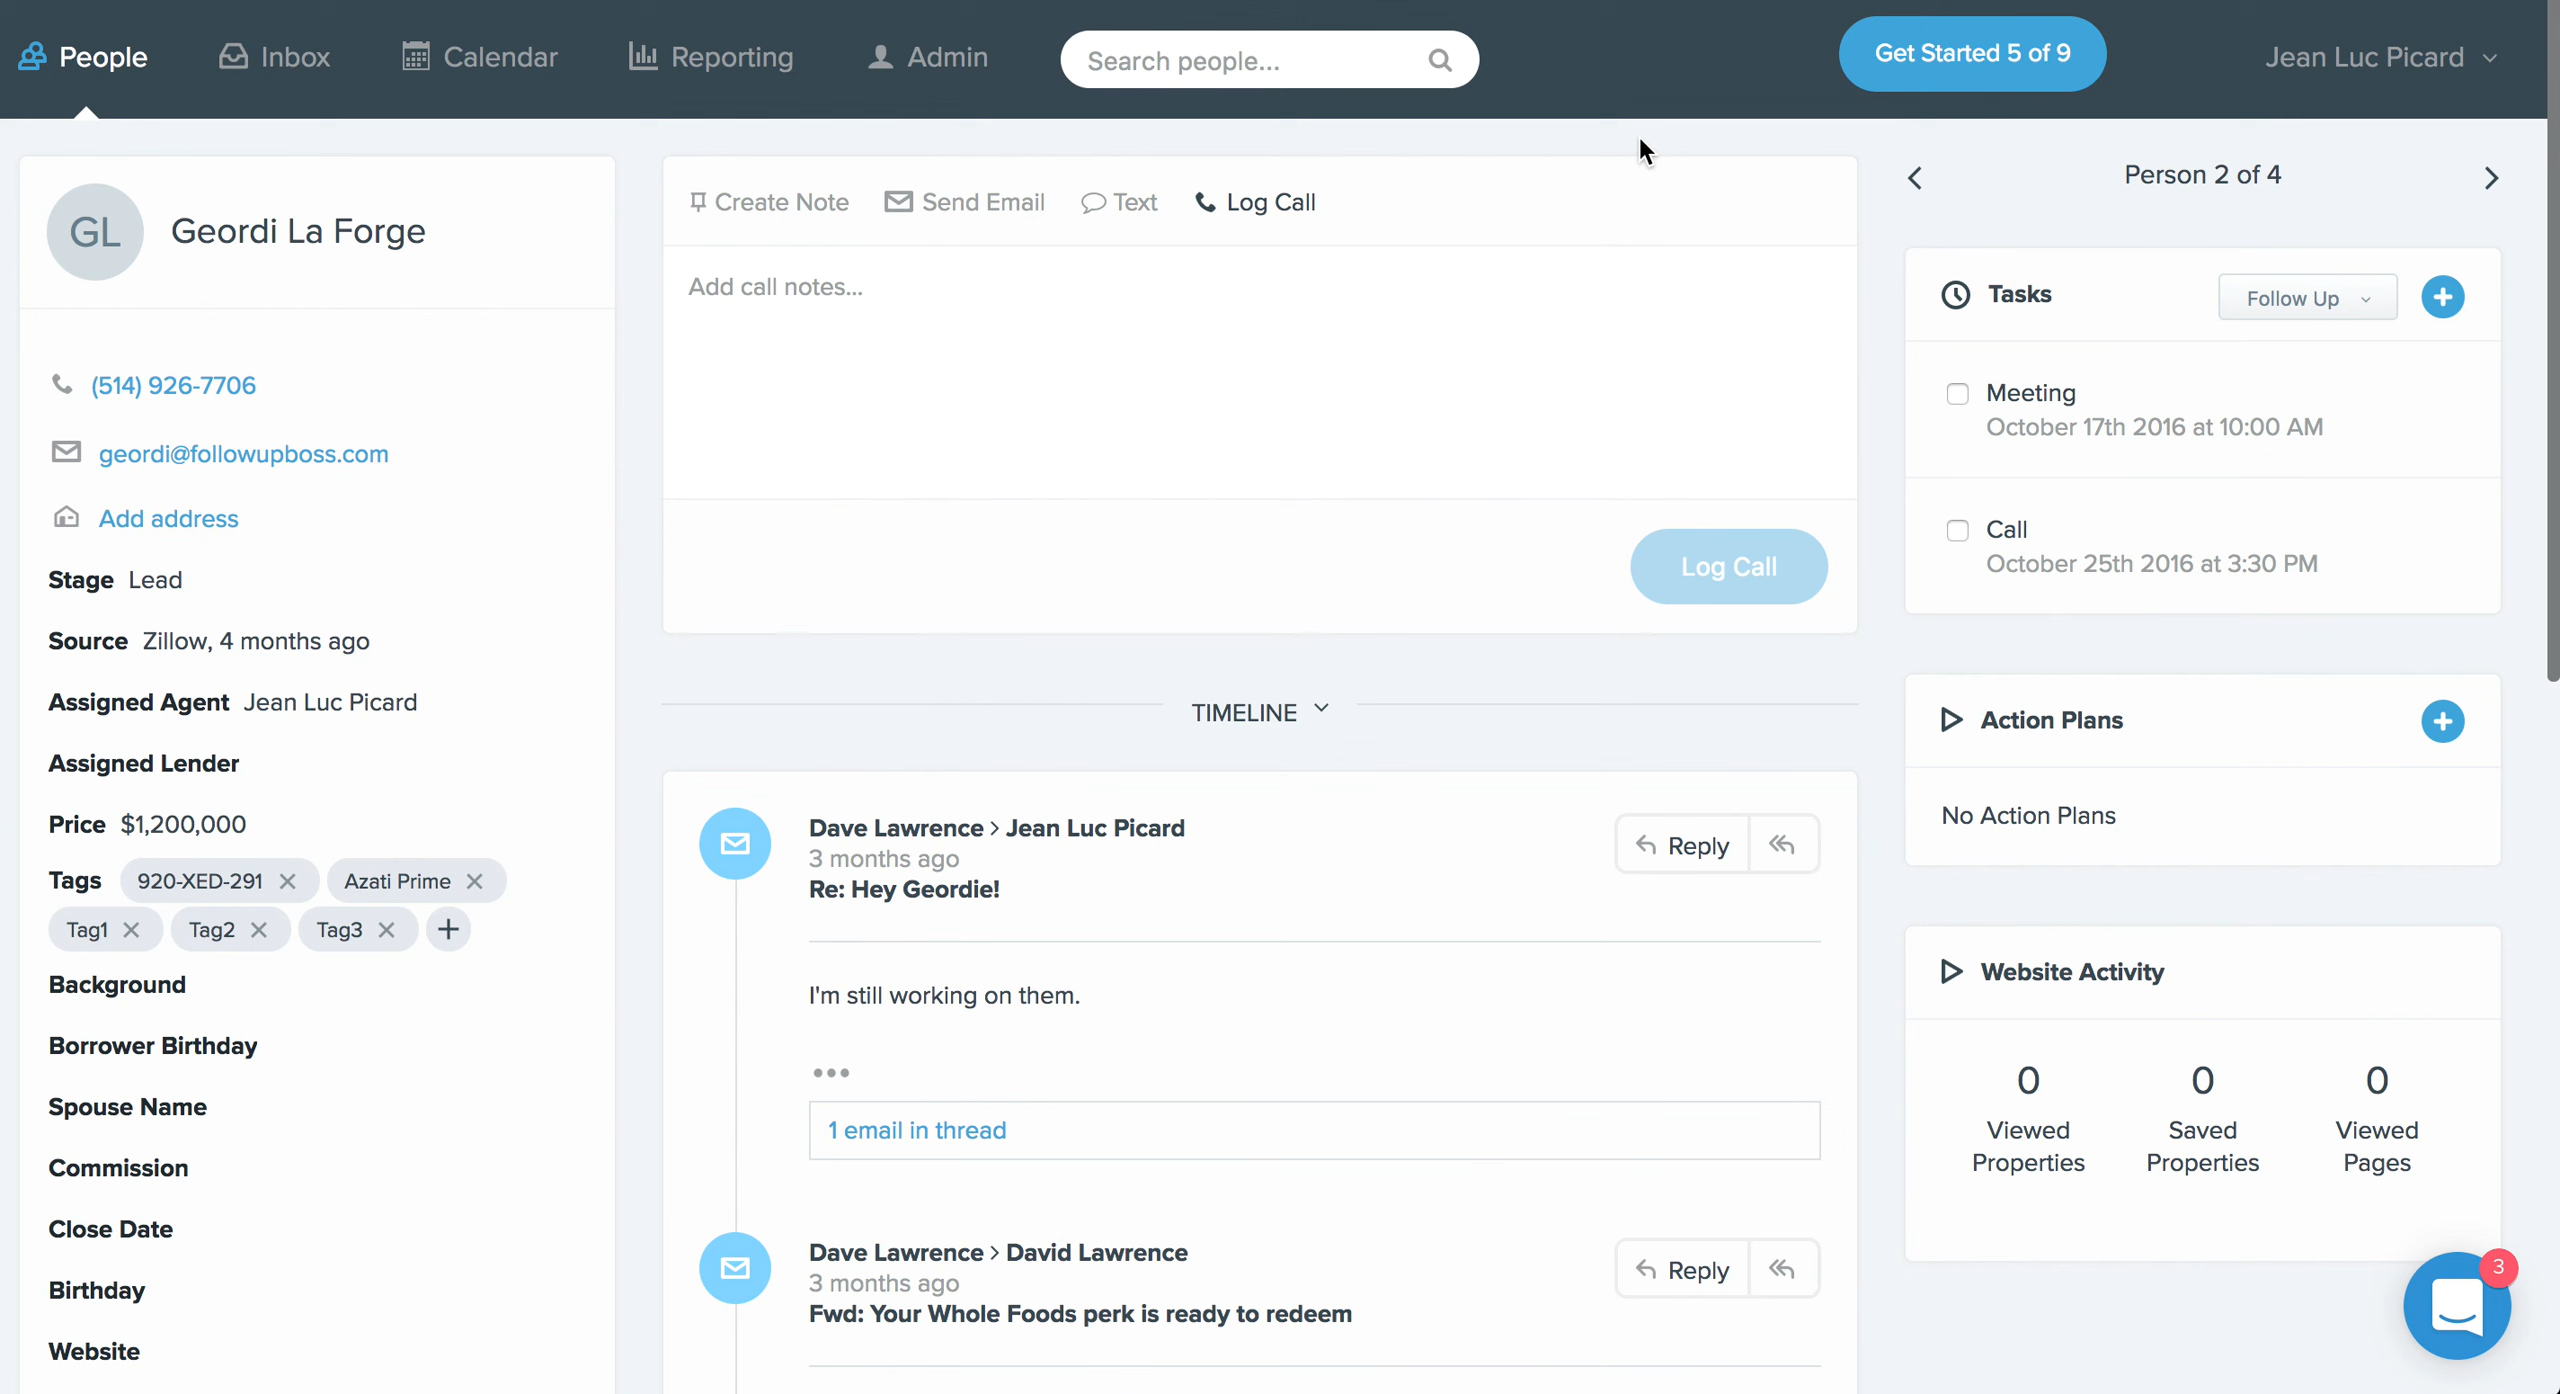 People Inbox Calendar Reporting Admin Search people... Get Started 5 of 9 Jean Luc Picard
GL Geordi La Forge
(514) 926-7706
geordi@followupboss.com
Add address
Stage Lead
Source Zillow, 4 months ago
Assigned Agent Jean Luc Picard
Assigned Lender
Price $1,200,000
Tags 920-XED-291 Azati Prime
Tag1 Tag2 Tag3
Background
Borrower Birthday
Spouse Name
Commission
Close Date
Birthday
Website
Create Note Send Email Text Log Call
Add call notes...
Log Call
TIMELINE
Dave Lawrence > Jean Luc Picard
3 months ago
Re: Hey Geordie!
Reply
I'm still working on them.
1 email in thread
Dave Lawrence > David Lawrence
3 months ago
Fwd: Your Whole Foods perk is ready to redeem
Reply
Person 2 of 4
Tasks Follow Up
Meeting
October 17th 2016 at 10:00 AM
Call
October 25th 2016 at 3:30 PM
Action Plans
No Action Plans
Website Activity
0 0 0
Viewed Saved Viewed
Properties Properties Pages
3